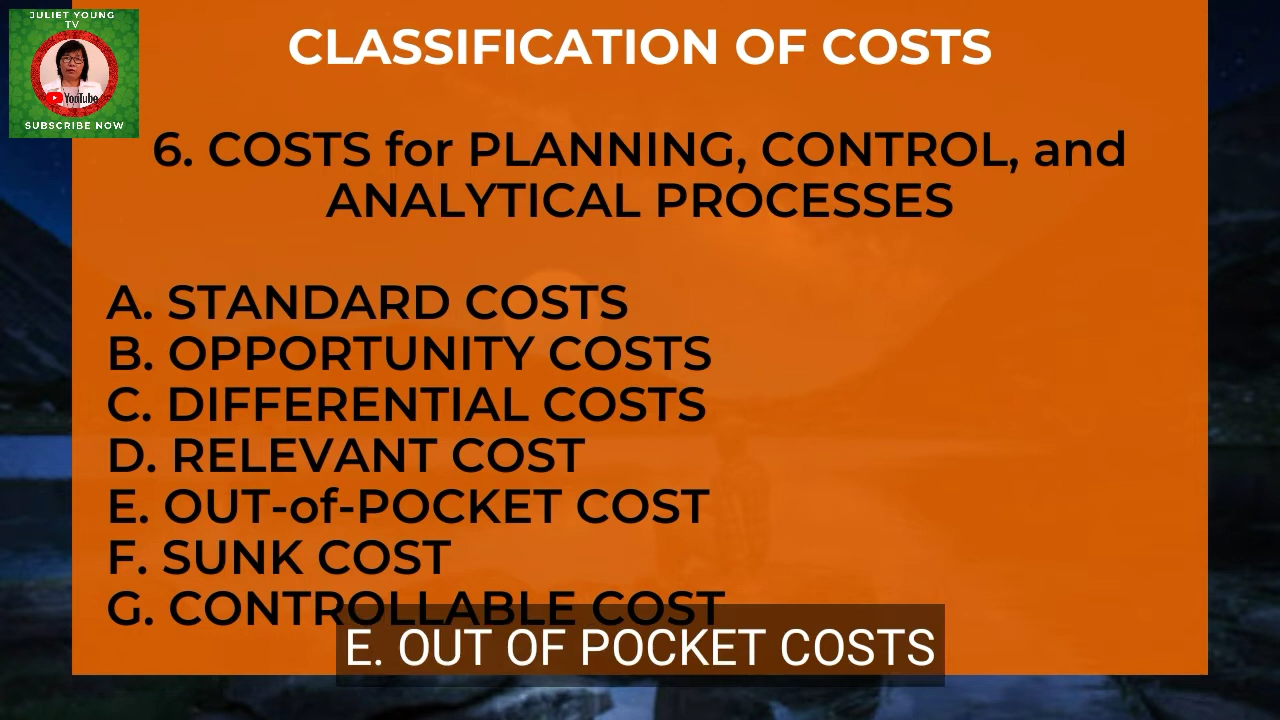 JULIET YOUNG
TV
YouTube
SUBSCRIBE NOW
CLASSIFICATION OF COSTS
6. COSTS for PLANNING, CONTROL, and
ANALYTICAL PROCESSES
A. STANDARD COSTS
B. OPPORTUNITY COSTS
C. DIFFERENTIAL COSTS
D. RELEVANT COST
E. OUT-of-POCKET COST
F. SUNK COST
G. CONTROLLABLE COST
E. OUT OF POCKET COSTS